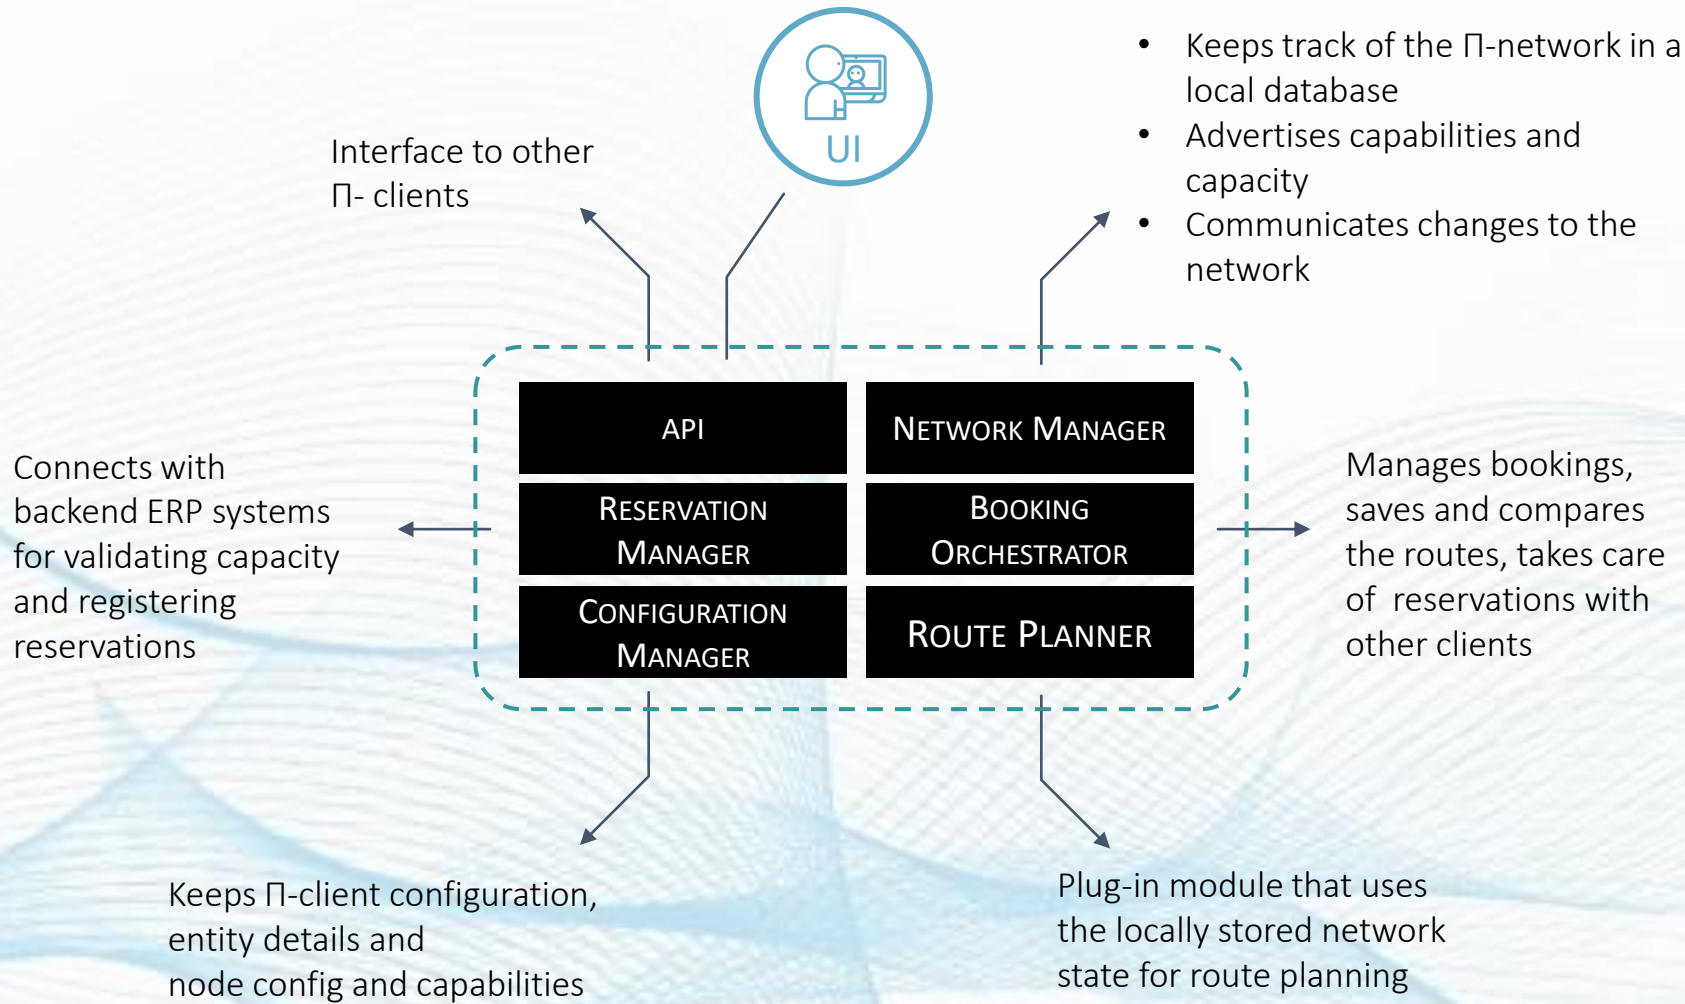 UI
Interface to other
Π- clients
• Keeps track of the Π-network in a
local database
• Advertises capabilities and
capacity
• Communicates changes to the
network
API
NETWORK MANAGER
RESERVATION
MANAGER
BOOKING
ORCHESTRATOR
CONFIGURATION
MANAGER
ROUTE PLANNER
Connects with
backend ERP systems
for validating capacity
and registering
reservations
Manages bookings,
saves and compares
the routes, takes care
of  reservations with
other clients
Keeps Π-client configuration,
entity details and
node config and capabilities
Plug-in module that uses
the locally stored network
state for route planning